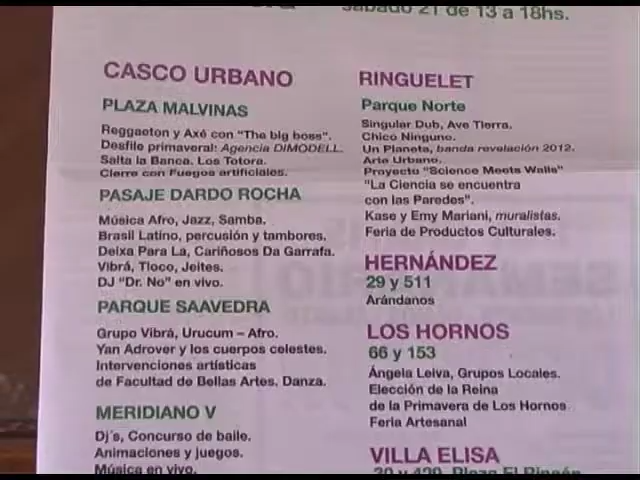 sábado 21 de 13 a 18hs.
CASCO URBANO
PLAZA MALVINAS
Reggaeton y Axé con "The big boss".
Desfile primaveral: Agencia DIMODELL.
Salta la Banca. Los Totora.
Cierre con Fuegos artificiales.
PASAJE DARDO ROCHA
Música Afro, Jazz, Samba.
Brasil Latino, percusión y tambores.
Deixa Para La, Cariñosos Da Garrafa.
Vibrá, Tloco, Jeites.
DJ "Dr. No" en vivo.
PARQUE SAAVEDRA
Grupo Vibrá, Urucum – Afro.
Yan Adrover y los cuerpos celestes.
Intervenciones artísticas
de Facultad de Bellas Artes. Danza.
MERIDIANO V
Dj's, Concurso de baile.
Animaciones y juegos.
Música en vivo.
RINGUELET
Parque Norte
Singular Dub, Ave Tierra.
Chico Ninguno.
Un Planeta, banda revelación 2012.
Arte Urbano.
Proyecto "Science Meets Walls"
"La Ciencia se encuentra
con las Paredes".
Kase y Emy Mariani, muralistas.
Feria de Productos Culturales.
HERNÁNDEZ
29 y 511
Arándanos
LOS HORNOS
66 y 153
Ángela Leiva, Grupos Locales.
Elección de la Reina
de la Primavera de Los Hornos
Feria Artesanal
VILLA ELISA
y 429, Plaza El Rincón